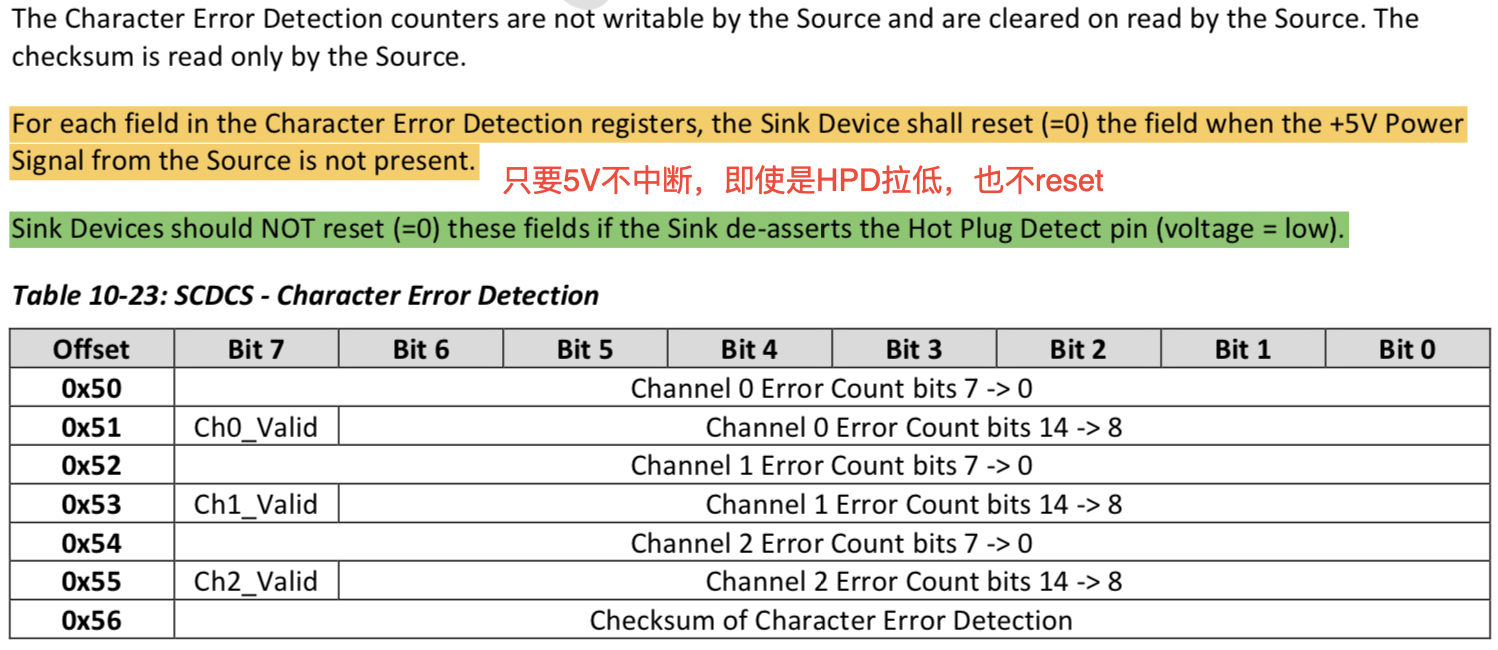 The Character Error Detection counters are not writable by the Source and are cleared on read by the Source. The
checksum is read only by the Source.
For each field in the Character Error Detection registers, the Sink Device shall reset (=0) the field when the +5V Power
Signal from the Source is not present.
只要5V不中断，即使是HPD拉低，也不reset
Sink Devices should NOT reset (=0) these fields if the Sink de-asserts the Hot Plug Detect pin (voltage = low).
Table 10-23: SCDCS - Character Error Detection
Offset Bit 7 Bit 6 Bit 5 Bit 4 Bit 3 Bit 2 Bit 1 Bit 0
0x50 Channel 0 Error Count bits 7 -> 0
0x51 Ch0_Valid Channel 0 Error Count bits 14 -> 8
0x52 Channel 1 Error Count bits 7 -> 0
0x53 Ch1_Valid Channel 1 Error Count bits 14 -> 8
0x54 Channel 2 Error Count bits 7 -> 0
0x55 Ch2_Valid Channel 2 Error Count bits 14 -> 8
0x56 Checksum of Character Error Detection